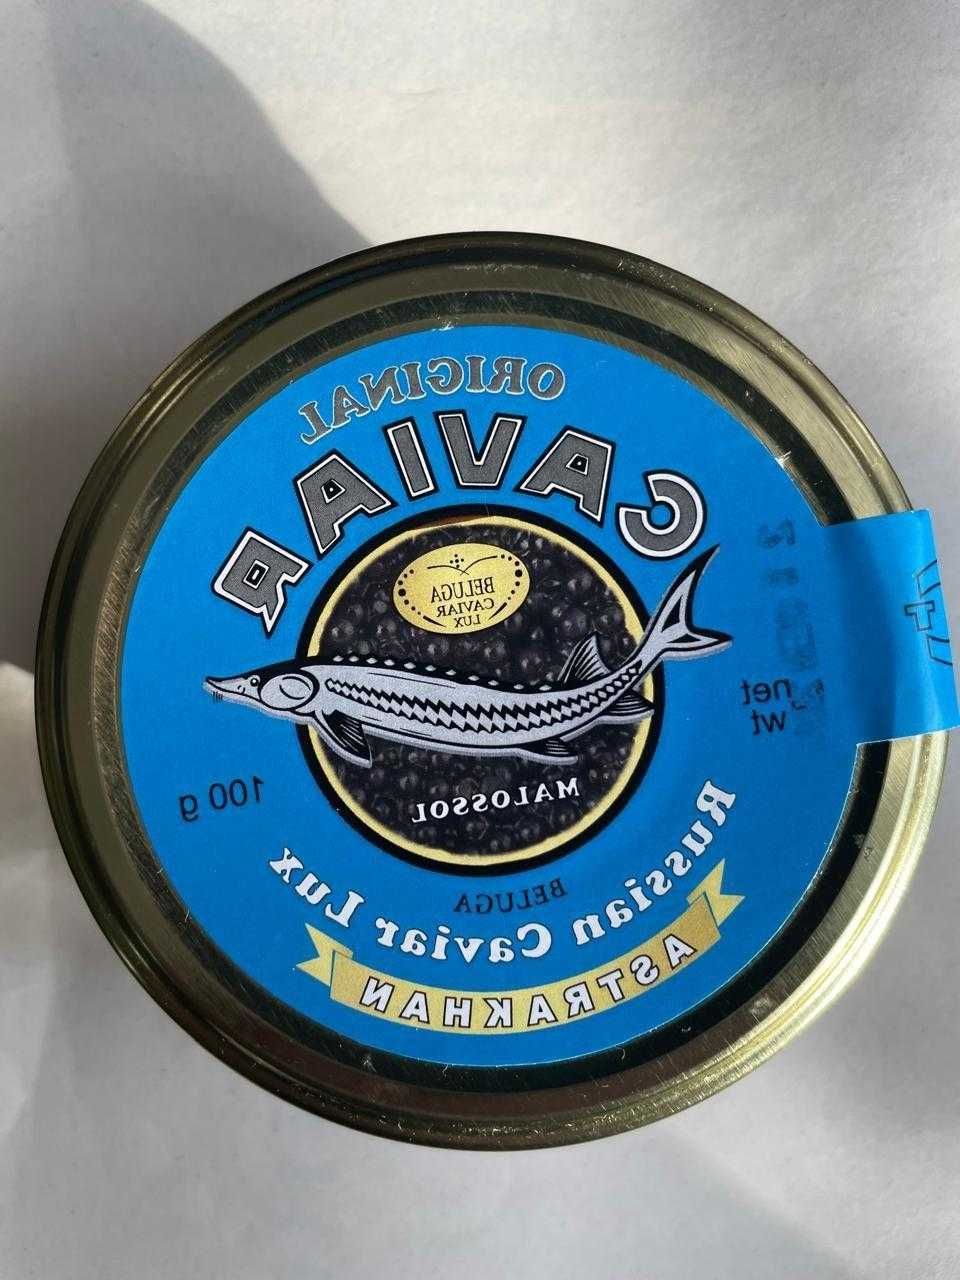 ORIGINAL
CAVIAR
BELUGA
CAVIAR
LUX
net
wt
100 g
MALOSSOL
BELUGA
Russian Caviar Lux
ASTRAKHAN